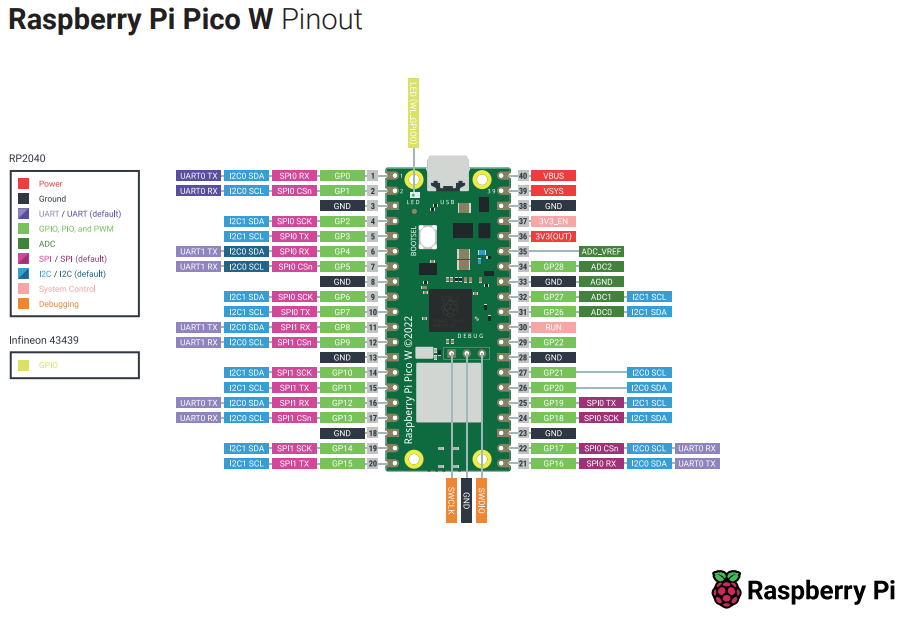 Raspberry Pi Pico W Pinout
LED (WL_GPIO0)
RP2040
Power
Ground
UART / UART (default)
GPIO, PIO, and PWM
ADC
SPI / SPI (default)
I2C / I2C (default)
System Control
Debugging
Infineon 43439
GPIO
UART0 TX I2C0 SDA SPI0 RX GP0 1
UART0 RX I2C0 SCL SPI0 CSn GP1 2
GND 3
I2C1 SDA SPI0 SCK GP2 4
I2C1 SCL SPI0 TX GP3 5
UART1 TX I2C0 SDA SPI0 RX GP4 6
UART1 RX I2C0 SCL SPI0 CSn GP5 7
GND 8
I2C1 SDA SPI0 SCK GP6 9
I2C1 SCL SPI0 TX GP7 10
UART1 TX I2C0 SDA SPI1 RX GP8 11
UART1 RX I2C0 SCL SPI1 CSn GP9 12
GND 13
I2C1 SDA SPI1 SCK GP10 14
I2C1 SCL SPI1 TX GP11 15
UART0 TX I2C0 SDA SPI1 RX GP12 16
UART0 RX I2C0 SCL SPI1 CSn GP13 17
GND 18
I2C1 SDA SPI1 SCK GP14 19
I2C1 SCL SPI1 TX GP15 20
1
2
39
LED
USB
BOOTSEL
DEBUG
Raspberry Pi Pico W ©2022
40 VBUS
39 VSYS
38 GND
37 3V3_EN
36 3V3(OUT)
35 ADC_VREF
34 GP28 ADC2
33 GND AGND
32 GP27 ADC1 I2C1 SCL
31 GP26 ADC0 I2C1 SDA
30 RUN
29 GP22
28 GND
27 GP21 I2C0 SCL
26 GP20 I2C0 SDA
25 GP19 SPI0 TX I2C1 SCL
24 GP18 SPI0 SCK I2C1 SDA
23 GND
22 GP17 SPI0 CSn I2C0 SCL UART0 RX
21 GP16 SPI0 RX I2C0 SDA UART0 TX
SWCLK
GND
SWDIO
Raspberry Pi